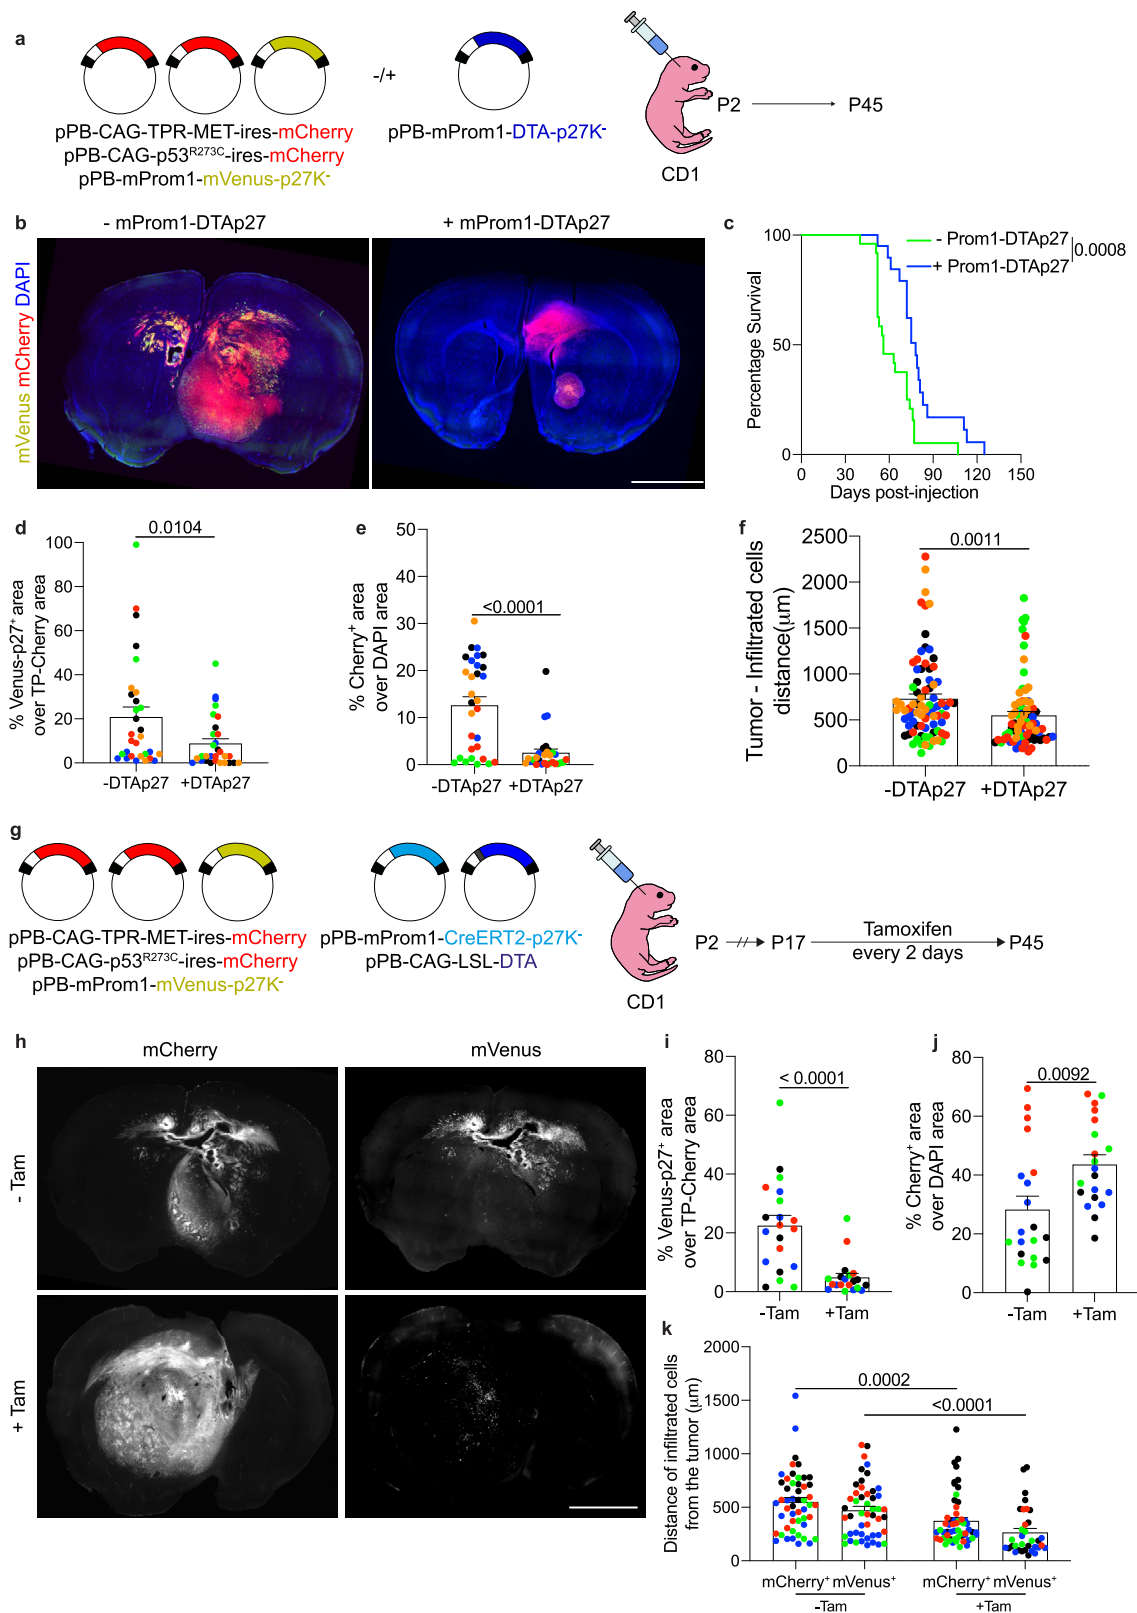 a
-/+
P2
P45
pPB-CAG-TPR-MET-ires-mCherry
pPB-CAG-p53R273C-ires-mCherry
pPB-mProm1-mVenus-p27K-
pPB-mProm1-DTA-p27K-
CD1
b
- mProm1-DTAp27
+ mProm1-DTAp27
mVenus mCherry DAPI
c
Percentage Survival
100
50
0
0 30 60 90 120 150
Days post-injection
- Prom1-DTAp27
+ Prom1-DTAp27
0.0008
d
% Venus-p27+ area
over TP-Cherry area
100
80
60
40
20
0
0.0104
-DTAp27
+DTAp27
e
% Cherry+ area
over DAPI area
50
40
30
20
10
0
<0.0001
-DTAp27
+DTAp27
f
Tumor - Infiltrated cells
distance(μm)
2500
2000
1500
1000
500
0
0.0011
-DTAp27
+DTAp27
g
pPB-CAG-TPR-MET-ires-mCherry
pPB-CAG-p53R273C-ires-mCherry
pPB-mProm1-mVenus-p27K-
pPB-mProm1-CreERT2-p27K-
pPB-CAG-LSL-DTA
CD1
P2
P17
Tamoxifen
every 2 days
P45
h
mCherry
mVenus
- Tam
+ Tam
i
% Venus-p27+ area
over TP-Cherry area
80
60
40
20
0
< 0.0001
-Tam
+Tam
j
% Cherry+ area
over DAPI area
80
60
40
20
0
0.0092
-Tam
+Tam
k
Distance of infiltrated cells
from the tumor (μm)
2000
1500
1000
500
0
0.0002
<0.0001
mCherry+ mVenus+
-Tam
mCherry+ mVenus+
+Tam